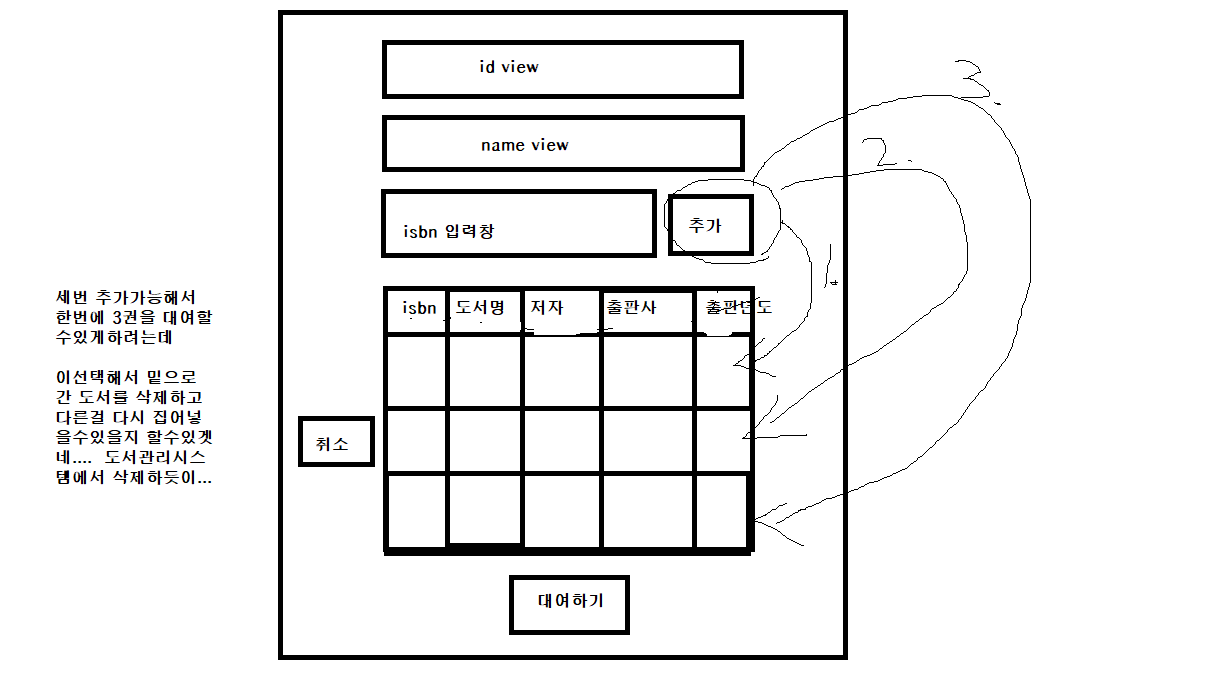 id view
name view
isbn 입력창
추가
3.
2.
1.
isbn 도서명 저자 출판사 출판년도
세번 추가가능해서
한번에 3권을 대여할
수있게하려는데
이선택해서 밑으로
간 도서를 삭제하고
다른걸 다시 집어넣
을수있을지 할수있겟
네.... 도서관리시스
템에서 삭제하듯이...
취소
대여하기